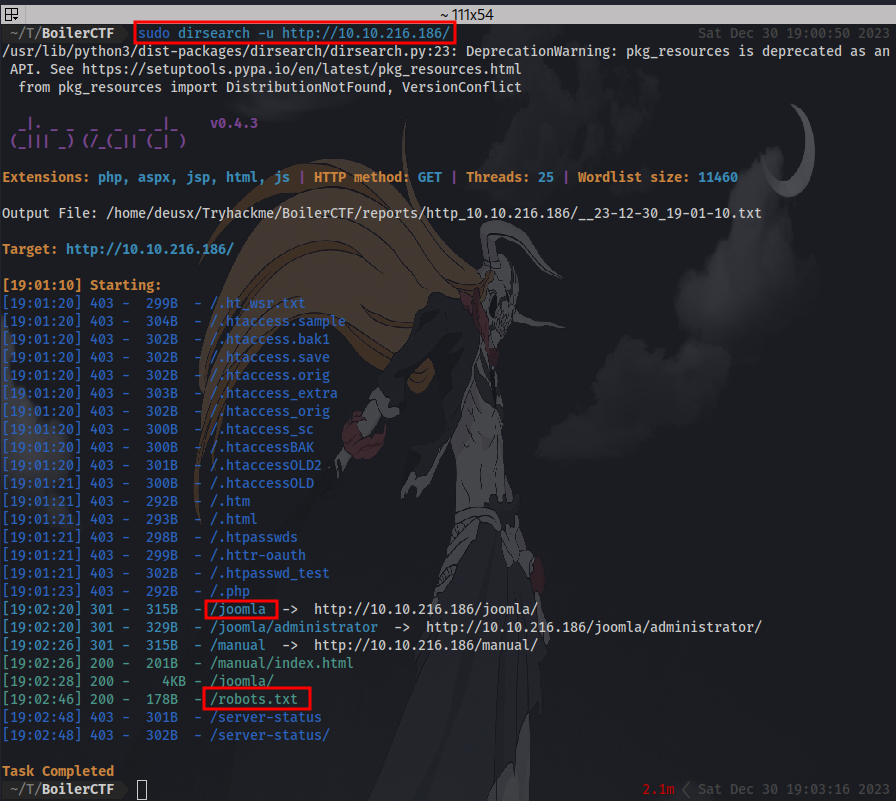 ~ 111x54
~/T/BoilerCTF sudo dirsearch -u http://10.10.216.186/ Sat Dec 30 19:00:50 2023
/usr/lib/python3/dist-packages/dirsearch/dirsearch.py:23: DeprecationWarning: pkg_resources is deprecated as an
API. See https://setuptools.pypa.io/en/latest/pkg_resources.html
from pkg_resources import DistributionNotFound, VersionConflict
_|. _ _  _  _  _ _|_    v0.4.3
(_||| _) (/_(_|| (_| )
Extensions: php, aspx, jsp, html, js | HTTP method: GET | Threads: 25 | Wordlist size: 11460
Output File: /home/deusx/Tryhackme/BoilerCTF/reports/http_10.10.216.186/__23-12-30_19-01-10.txt
Target: http://10.10.216.186/
[19:01:10] Starting:
[19:01:20] 403 -  299B  - /.ht_wsr.txt
[19:01:20] 403 -  304B  - /.htaccess.sample
[19:01:20] 403 -  302B  - /.htaccess.bak1
[19:01:20] 403 -  302B  - /.htaccess.save
[19:01:20] 403 -  302B  - /.htaccess.orig
[19:01:20] 403 -  303B  - /.htaccess_extra
[19:01:20] 403 -  302B  - /.htaccess_orig
[19:01:20] 403 -  300B  - /.htaccess_sc
[19:01:20] 403 -  300B  - /.htaccessBAK
[19:01:20] 403 -  301B  - /.htaccessOLD2
[19:01:21] 403 -  300B  - /.htaccessOLD
[19:01:21] 403 -  292B  - /.htm
[19:01:21] 403 -  293B  - /.html
[19:01:21] 403 -  298B  - /.htpasswds
[19:01:21] 403 -  299B  - /.httr-oauth
[19:01:21] 403 -  302B  - /.htpasswd_test
[19:01:23] 403 -  292B  - /.php
[19:02:20] 301 -  315B  - /joomla  ->  http://10.10.216.186/joomla/
[19:02:20] 301 -  329B  - /joomla/administrator  ->  http://10.10.216.186/joomla/administrator/
[19:02:26] 301 -  315B  - /manual  ->  http://10.10.216.186/manual/
[19:02:26] 200 -  201B  - /manual/index.html
[19:02:28] 200 -    4KB - /joomla/
[19:02:46] 200 -  178B  - /robots.txt
[19:02:48] 403 -  301B  - /server-status
[19:02:48] 403 -  302B  - /server-status/
Task Completed
~/T/BoilerCTF 2.1m Sat Dec 30 19:03:16 2023